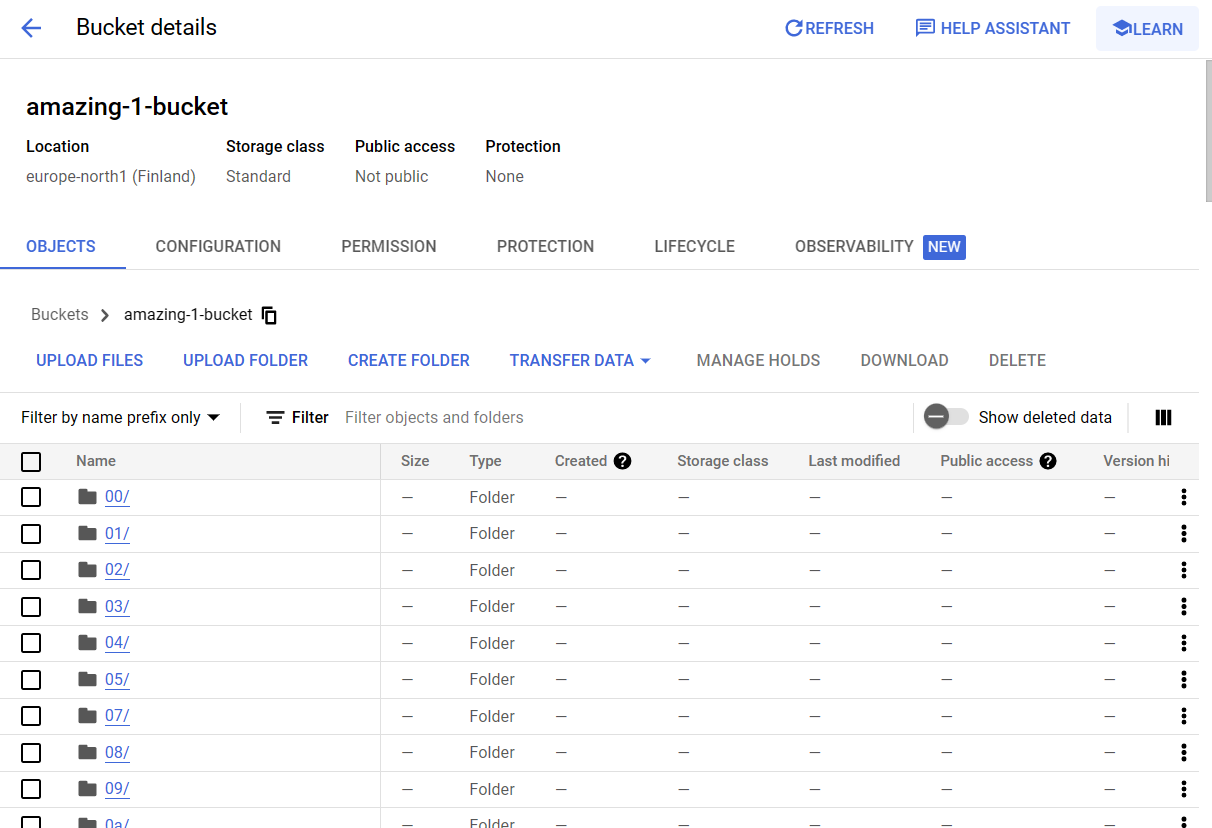 Bucket details REFRESH HELP ASSISTANT LEARN
amazing-1-bucket
Location Storage class Public access Protection
europe-north1 (Finland) Standard Not public None
OBJECTS CONFIGURATION PERMISSION PROTECTION LIFECYCLE OBSERVABILITY NEW
Buckets > amazing-1-bucket
UPLOAD FILES UPLOAD FOLDER CREATE FOLDER TRANSFER DATA MANAGE HOLDS DOWNLOAD DELETE
Filter by name prefix only Filter Filter objects and folders Show deleted data
Name Size Type Created Storage class Last modified Public access Version hi
00/ — Folder — — — — —
01/ — Folder — — — — —
02/ — Folder — — — — —
03/ — Folder — — — — —
04/ — Folder — — — — —
05/ — Folder — — — — —
07/ — Folder — — — — —
08/ — Folder — — — — —
09/ — Folder — — — — —
0a/ — Folder — — — — —